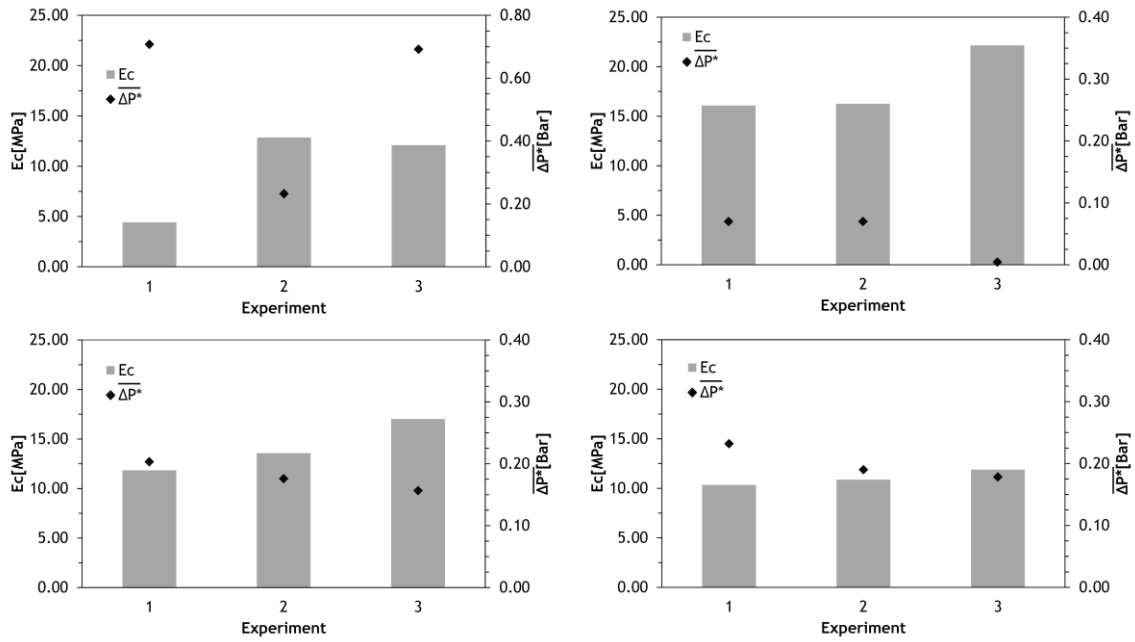 25.00
20.00
15.00
10.00
5.00
0.00
Ec[MPa]
Ec
ΔP*
0.80
0.60
0.40
0.20
0.00
ΔP*[Bar]
1 2 3
Experiment
25.00
20.00
15.00
10.00
5.00
0.00
Ec[MPa]
Ec
ΔP*
0.40
0.30
0.20
0.10
0.00
ΔP*[Bar]
1 2 3
Experiment
25.00
20.00
15.00
10.00
5.00
0.00
Ec[MPa]
Ec
ΔP*
0.40
0.30
0.20
0.10
0.00
ΔP*[Bar]
1 2 3
Experiment
25.00
20.00
15.00
10.00
5.00
0.00
Ec[MPa]
Ec
ΔP*
0.40
0.30
0.20
0.10
0.00
ΔP*[Bar]
1 2 3
Experiment